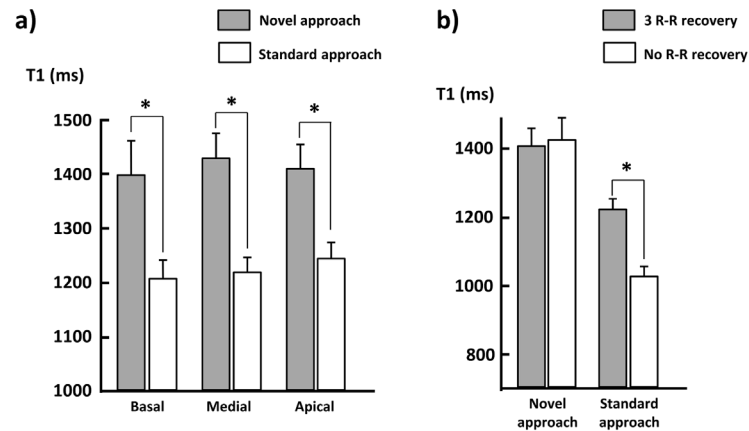 a)
Novel approach
Standard approach
T1 (ms)
1500
1400
1300
1200
1100
1000
*
*
*
Basal
Medial
Apical
b)
3 R-R recovery
No R-R recovery
T1 (ms)
1400
1200
1000
800
*
Novel
approach
Standard
approach